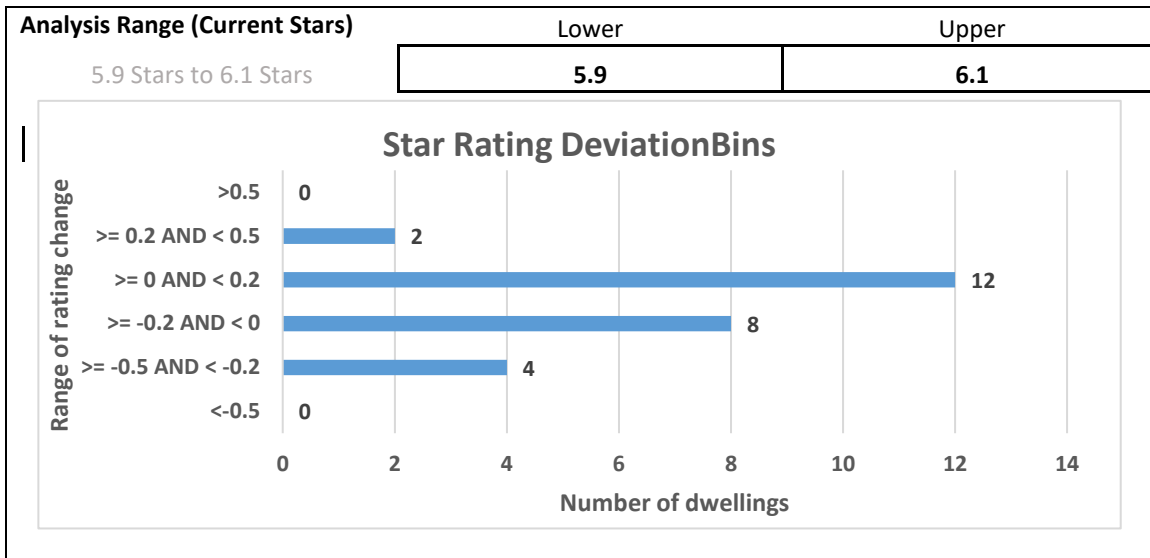 Analysis Range (Current Stars) Lower Upper
5.9 Stars to 6.1 Stars 5.9 6.1
Star Rating DeviationBins
Range of rating change
>0.5 0
>= 0.2 AND < 0.5 2
>= 0 AND < 0.2 12
>= -0.2 AND < 0 8
>= -0.5 AND < -0.2 4
<-0.5 0
0 2 4 6 8 10 12 14
Number of dwellings